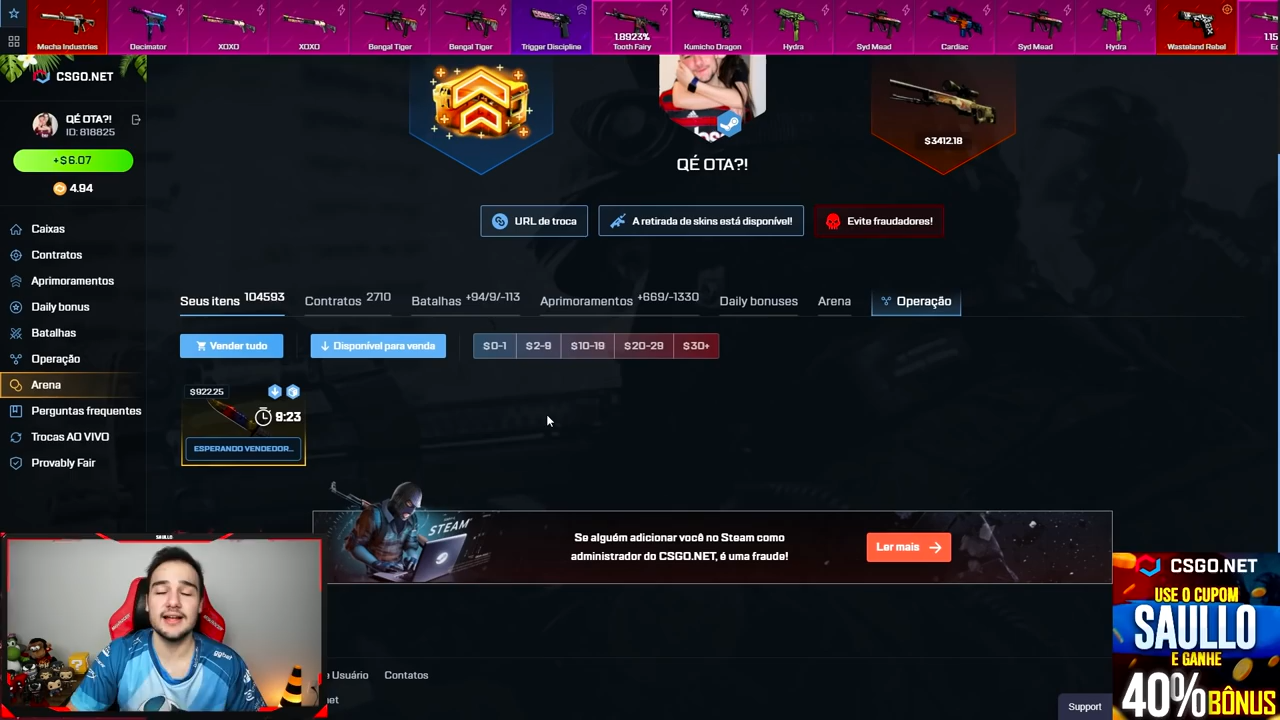 Mecha Industries
Decimator
XOXO
XOXO
Bengal Tiger
Bengal Tiger
Trigger Discipline
1.8923%
Tooth Fairy
Kumicho Dragon
Hydra
Syd Mead
Cardiac
Syd Mead
Hydra
Wasteland Rebel
1.15
CSGO.NET
QÉ OTA?!
ID: 818825
+$6.07
4.94
Caixas
Contratos
Aprimoramentos
Daily bonus
Batalhas
Operação
Arena
Perguntas frequentes
Trocas AO VIVO
Provably Fair
$3412.18
QÉ OTA?!
URL de troca
A retirada de skins está disponível!
Evite fraudadores!
Seus itens 104593
Contratos 2710
Batalhas +94/9/-113
Aprimoramentos +669/-1330
Daily bonuses
Arena
Operação
Vender tudo
Disponível para venda
$0-1
$2-9
$10-19
$20-29
$30+
$922.25
9:23
ESPERANDO VENDEDOR...
STEAM
Se alguém adicionar você no Steam como
administrador do CSGO.NET, é uma fraude!
Ler mais
SAULLO
e Usuário
Contatos
net
Support
CSGO.NET
USE O CUPOM
SAULLO
E GANHE
40% BÔNUS